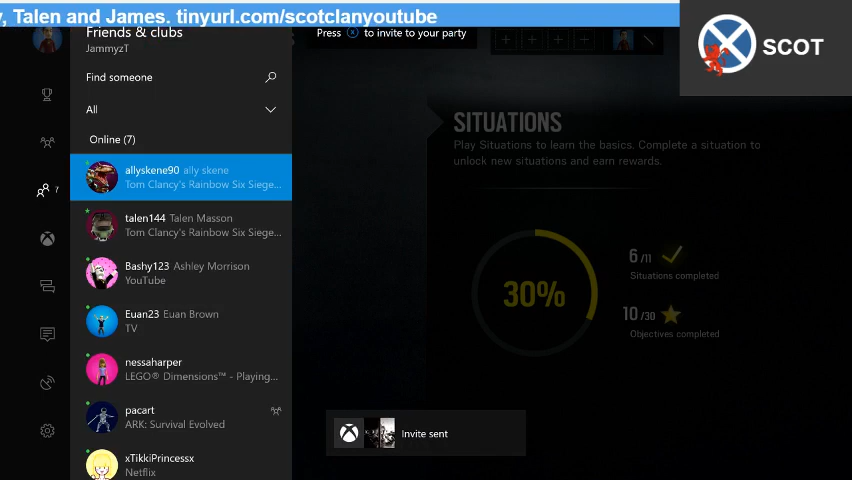 , Talen and James. tinyurl.com/scotclanyoutube
SCOT
Friends & clubs
JammyzT
Find someone
All
Online (7)
7
allyskene90 ally skene
Tom Clancy's Rainbow Six Siege...
talen144 Talen Masson
Tom Clancy's Rainbow Six Siege...
Bashy123 Ashley Morrison
YouTube
Euan23 Euan Brown
TV
nessaharper
LEGO® Dimensions™ - Playing...
pacart
ARK: Survival Evolved
xTikkiPrincessx
Netflix
Press X to invite to your party
SITUATIONS
Play Situations to learn the basics. Complete a situation to
unlock new situations and earn rewards.
30%
6/11
Situations completed
10/30
Objectives completed
Invite sent